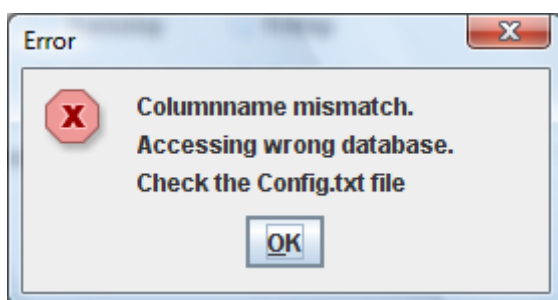 Error
X
Columnname mismatch.
Accessing wrong database.
Check the Config.txt file
OK